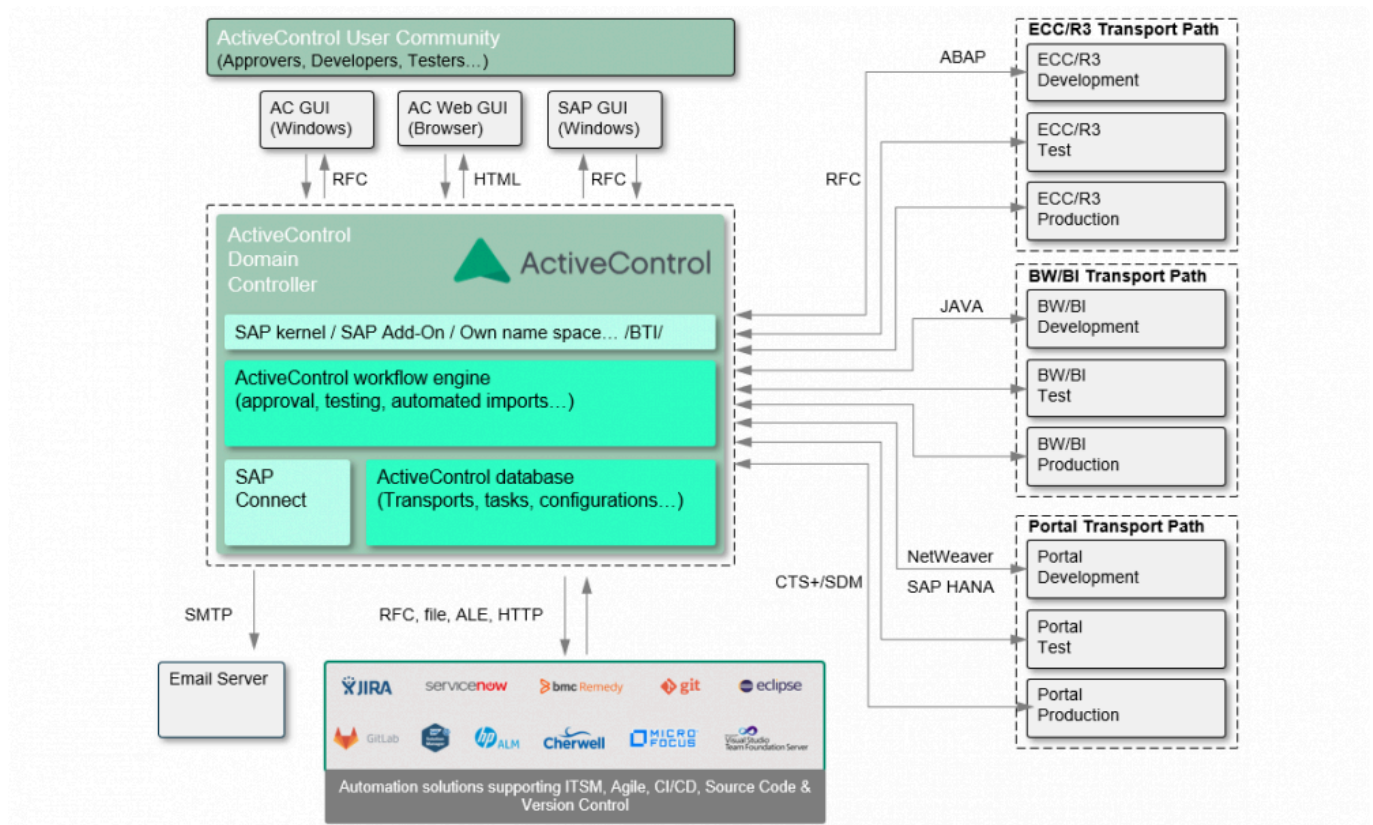 ActiveControl User Community
(Approvers, Developers, Testers...)
AC GUI
(Windows)
AC Web GUI
(Browser)
SAP GUI
(Windows)
RFC
HTML
RFC
ActiveControl
Domain
Controller
ActiveControl
SAP kernel / SAP Add-On / Own name space... /BTI/
ActiveControl workflow engine
(approval, testing, automated imports...)
SAP
Connect
ActiveControl database
(Transports, tasks, configurations...)
SMTP
RFC, file, ALE, HTTP
Email Server
JIRA
servicenow
bmc Remedy
git
eclipse
GitLab
hp ALM
Cherwell
MICRO
FOCUS
Visual Studio
Team Foundation Server
Automation solutions supporting ITSM, Agile, CI/CD, Source Code &
Version Control
ABAP
RFC
JAVA
NetWeaver
SAP HANA
CTS+/SDM
ECC/R3 Transport Path
ECC/R3
Development
ECC/R3
Test
ECC/R3
Production
BW/BI Transport Path
BW/BI
Development
BW/BI
Test
BW/BI
Production
Portal Transport Path
Portal
Development
Portal
Test
Portal
Production